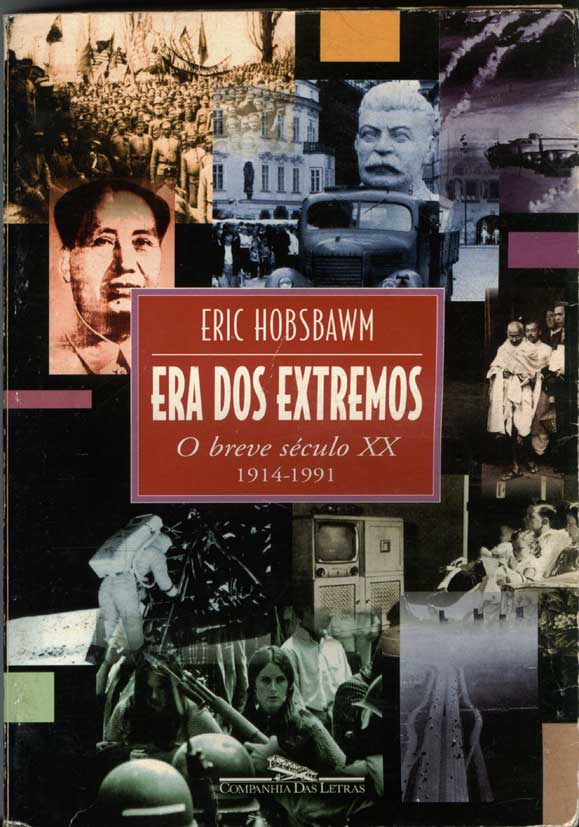 ERIC HOBSBAWM
ERA DOS EXTREMOS
O breve século XX
1914-1991
COMPANHIA DAS LETRAS